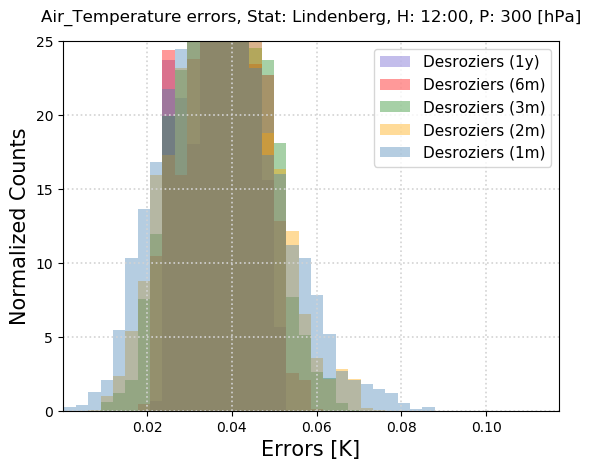 Air_Temperature errors, Stat: Lindenberg, H: 12:00, P: 300 [hPa]
25
20
15
10
5
0
Normalized Counts
Desroziers (1y)
Desroziers (6m)
Desroziers (3m)
Desroziers (2m)
Desroziers (1m)
0.02 0.04 0.06 0.08 0.10
Errors [K]